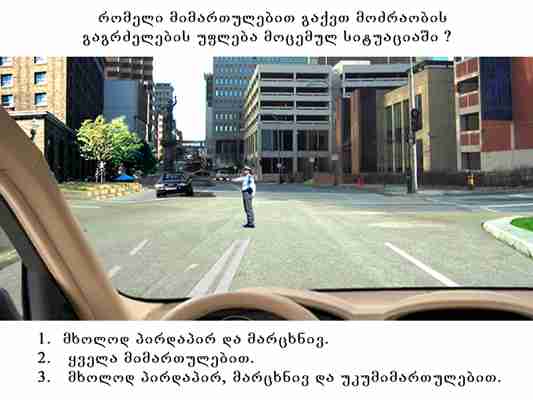 რომელი მიმართულებით გაქვთ მოძრაობის
გაგრძელების უფლება მოცემულ სიტუაციაში ?
1. მხოლოდ პირდაპირ და მარცხნივ.
2. ყველა მიმართულებით.
3. მხოლოდ პირდაპირ, მარცხნივ და უკუმიმართულებით.